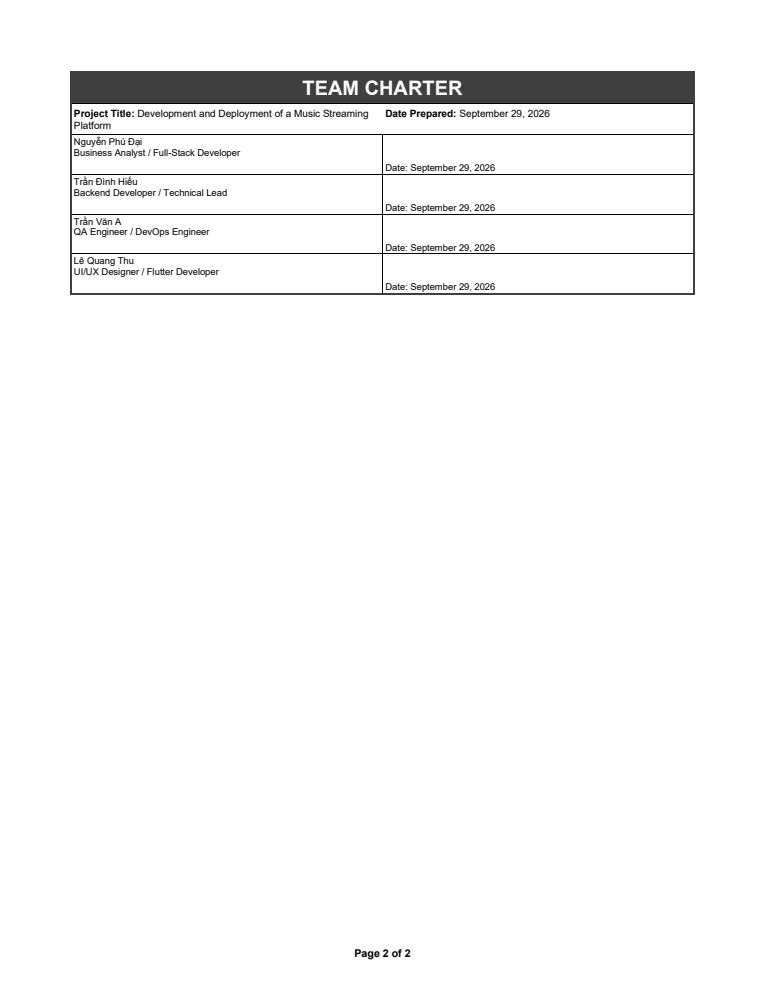 TEAM CHARTER
Project Title: Development and Deployment of a Music Streaming
Platform
Date Prepared: September 29, 2026
Nguyễn Phú Đại
Business Analyst / Full-Stack Developer
Date: September 29, 2026
Trần Đình Hiếu
Backend Developer / Technical Lead
Date: September 29, 2026
Trần Văn A
QA Engineer / DevOps Engineer
Date: September 29, 2026
Lê Quang Thu
UI/UX Designer / Flutter Developer
Date: September 29, 2026
Page 2 of 2